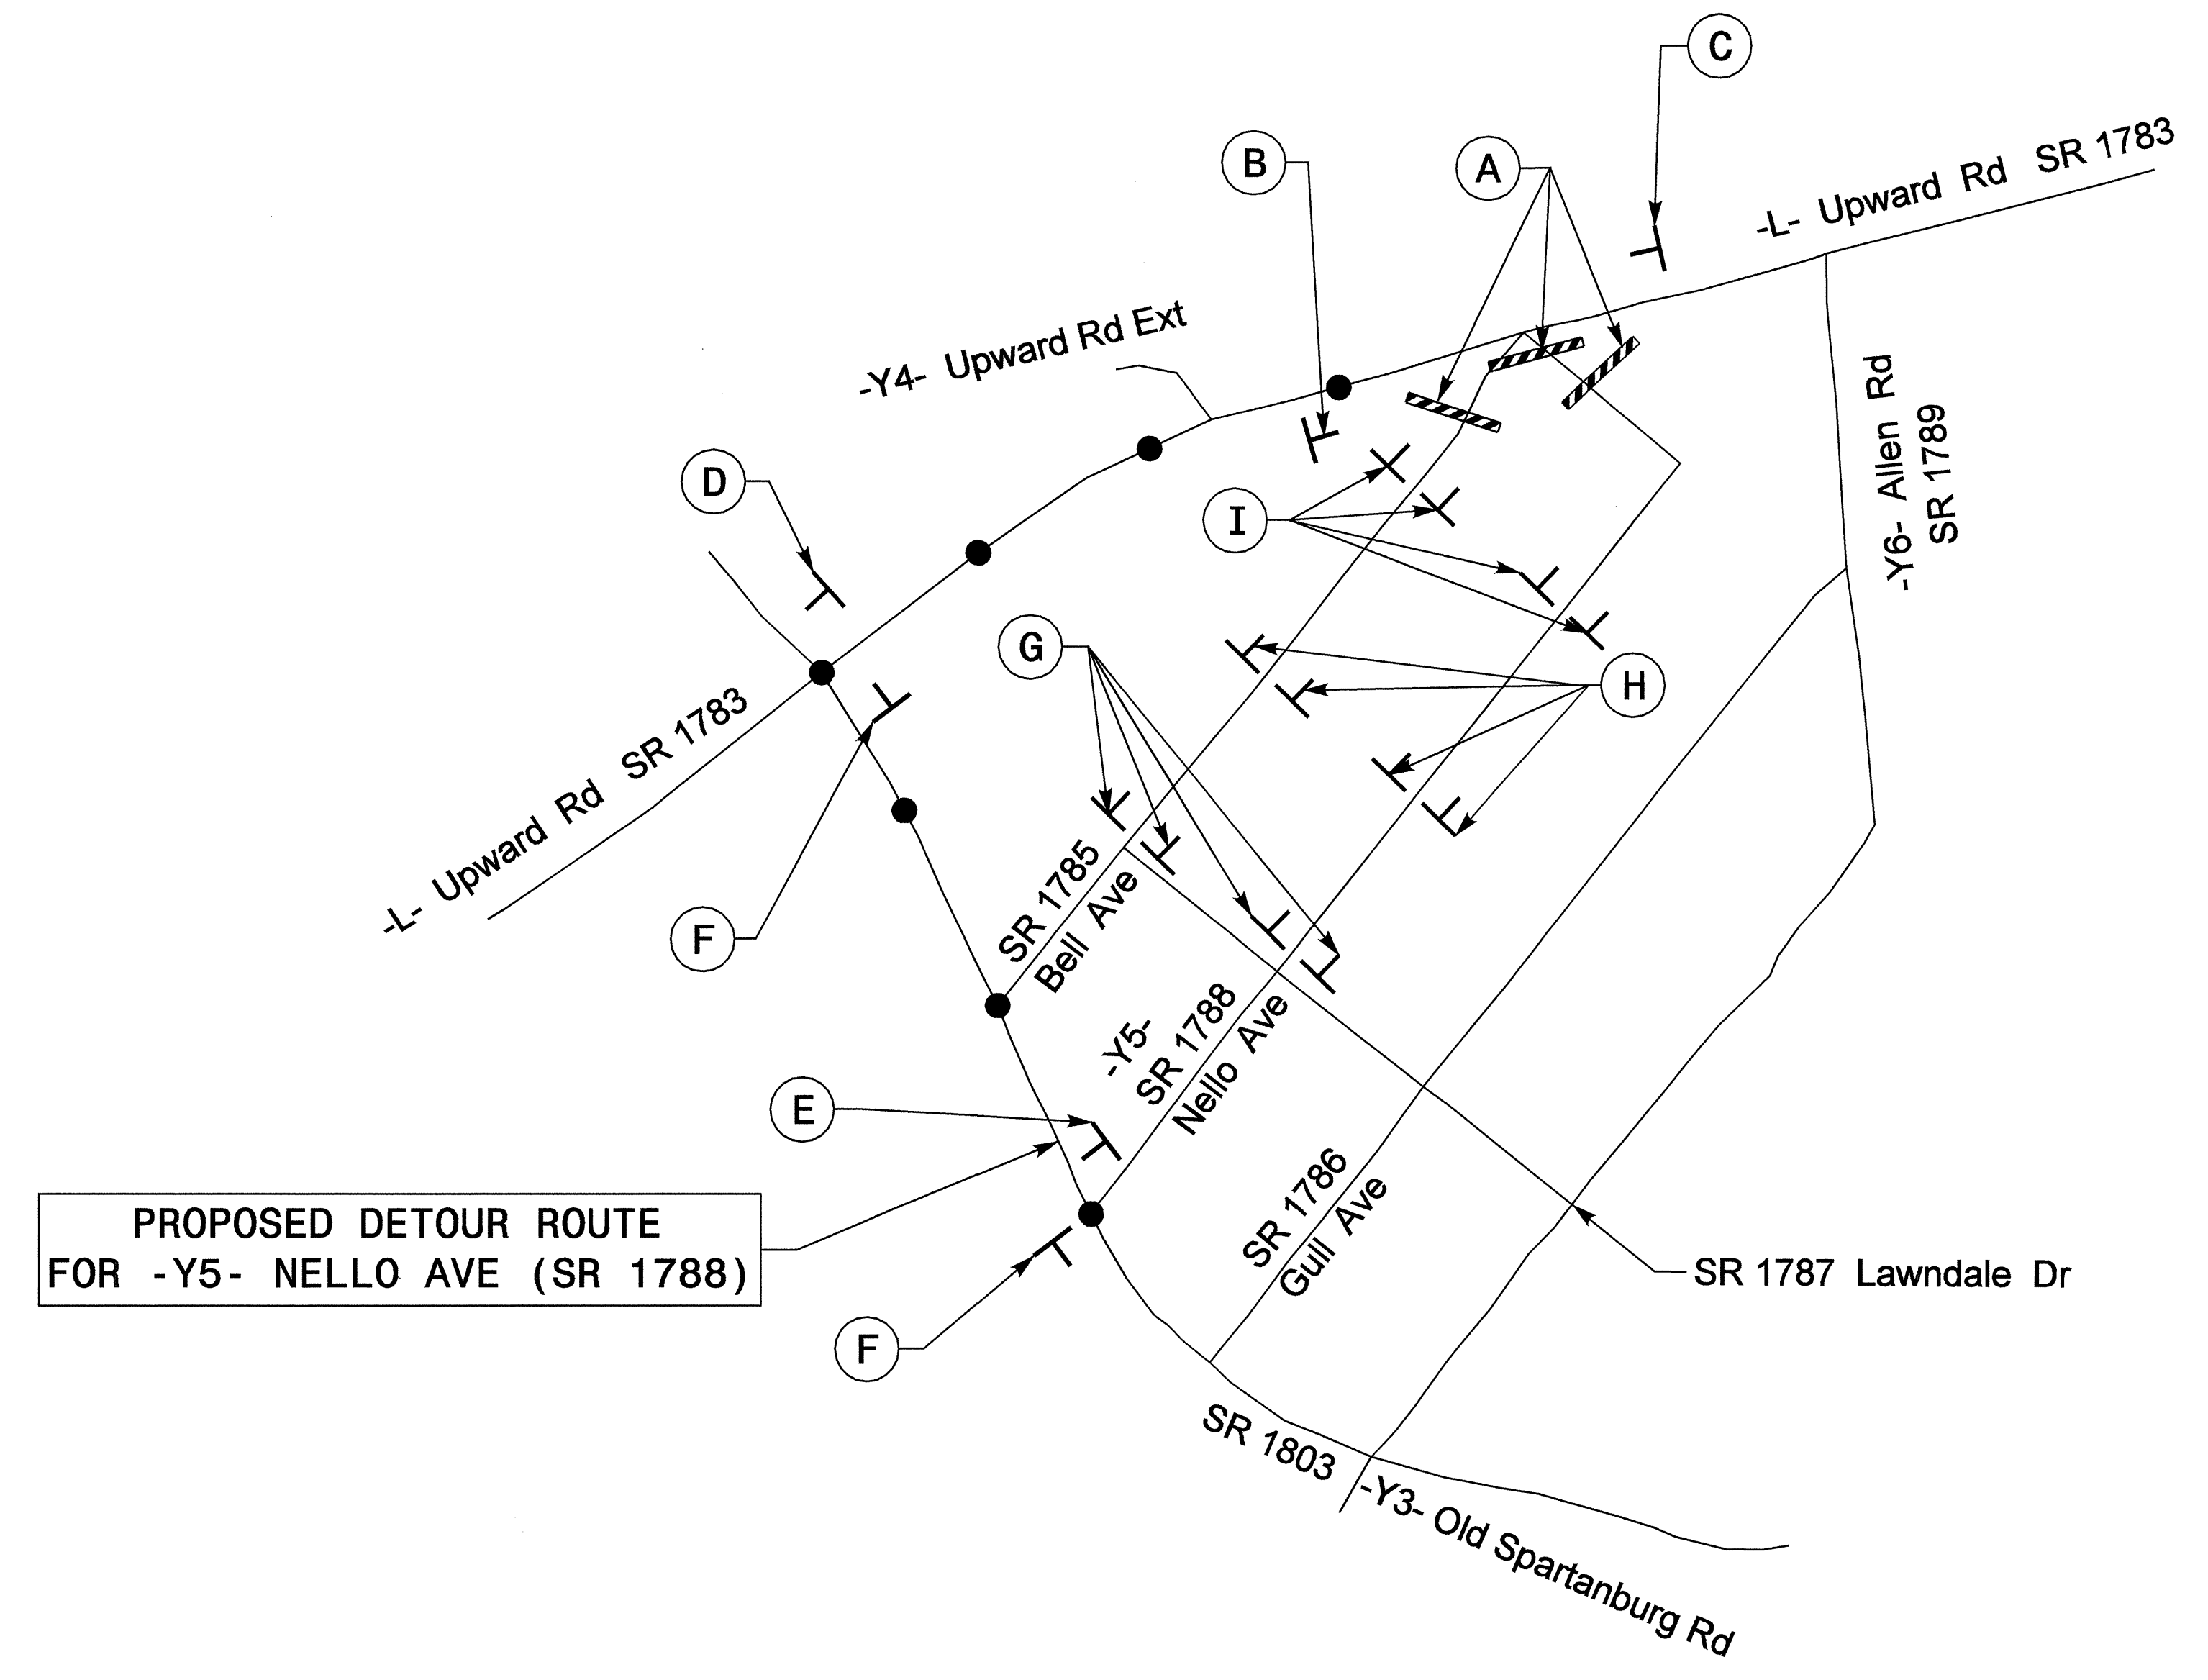 C
B
A
-L- Upward Rd SR 1783
-Y4- Upward Rd Ext
-Y6- Allen Rd
SR 1789
D
I
G
H
-L- Upward Rd SR 1783
F
SR 1785
Bell Ave
-Y5-
SR 1788
Nello Ave
E
SR 1786
Gull Ave
PROPOSED DETOUR ROUTE
FOR -Y5- NELLO AVE (SR 1788)
SR 1787 Lawndale Dr
F
SR 1803
-Y3- Old Spartanburg Rd